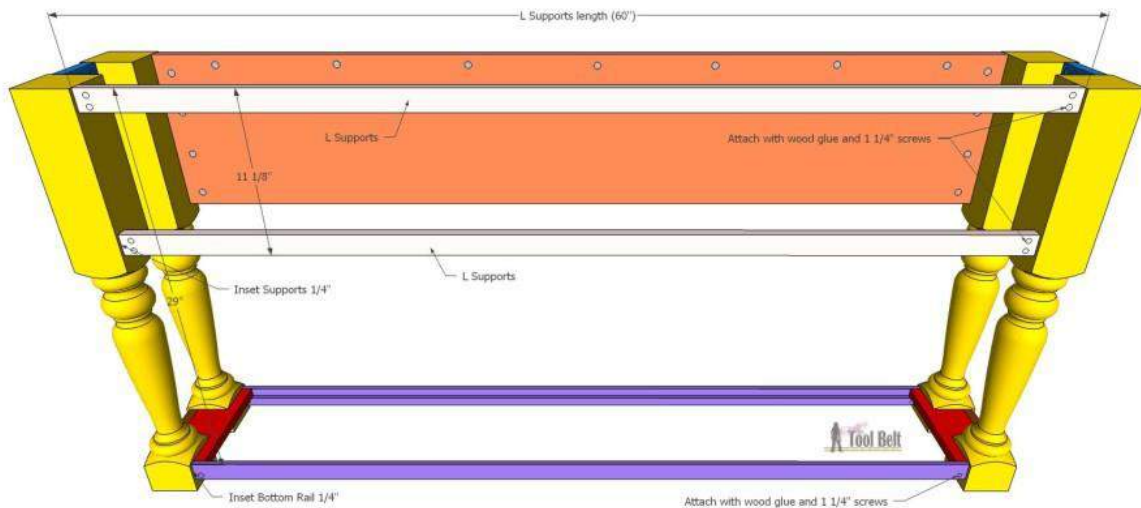 L Supports length (60")
L Supports
Attach with wood glue and 1 1/4" screws
11 1/8"
L Supports
Inset Supports 1/4"
29"
Tool Belt
Inset Bottom Rail 1/4"
Attach with wood glue and 1 1/4" screws